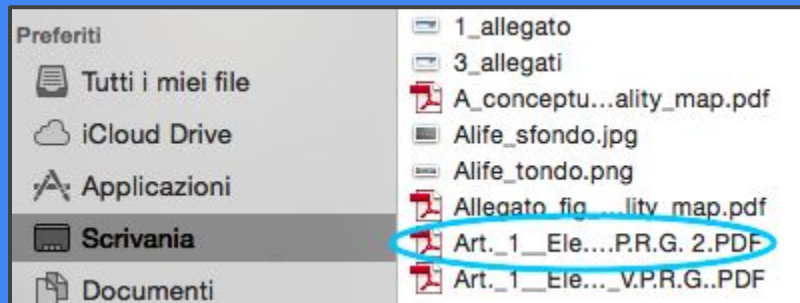 Preferiti
Tutti i miei file
iCloud Drive
Applicazioni
Scrivania
Documenti
1_allegato
3_allegati
A_conceptu...ality_map.pdf
Alife_sfondo.jpg
Alife_tondo.png
Allegato_fig_...lity_map.pdf
Art._1__Ele....P.R.G. 2.PDF
Art._1__Ele..._V.P.R.G..PDF